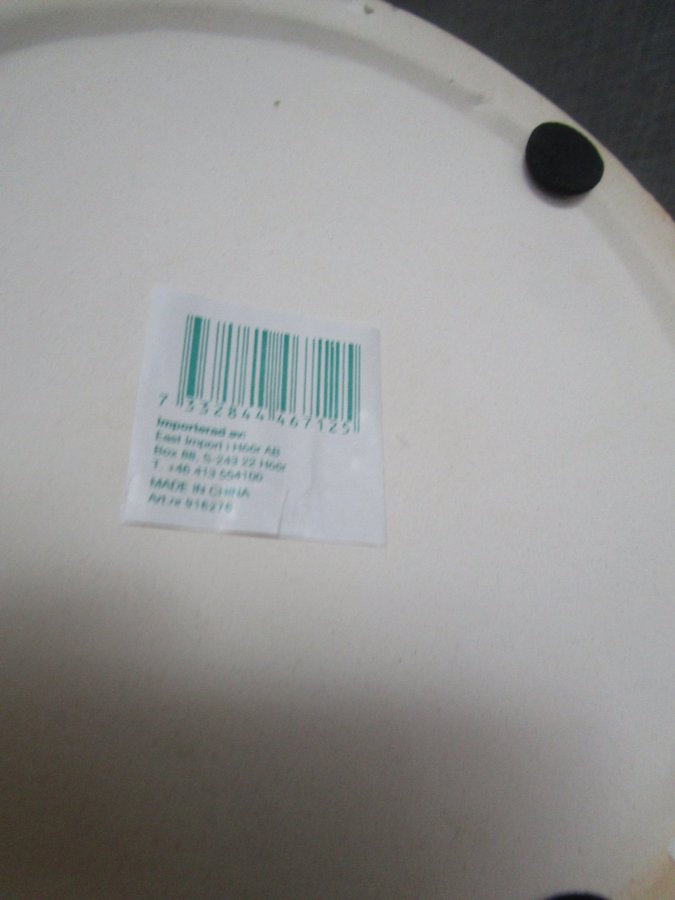 7 332844 467125
Importerad av:
East Import i Höör AB
Box 88, S-243 22 Höör
T. +46 413 554100
MADE IN CHINA
Art.nr 916276